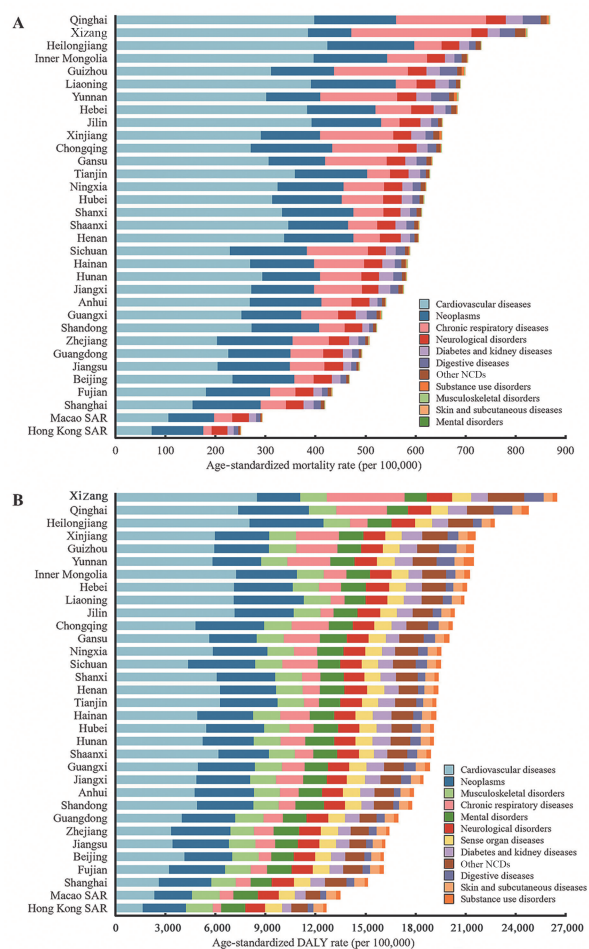 A
Qinghai
Xizang
Heilongjiang
Inner Mongolia
Guizhou
Liaoning
Yunnan
Hebei
Jilin
Xinjiang
Chongqing
Gansu
Tianjin
Ningxia
Hubei
Shanxi
Shaanxi
Henan
Sichuan
Hainan
Hunan
Jiangxi
Anhui
Guangxi
Shandong
Zhejiang
Guangdong
Jiangsu
Beijing
Fujian
Shanghai
Macao SAR
Hong Kong SAR
Cardiovascular diseases
Neoplasms
Chronic respiratory diseases
Neurological disorders
Diabetes and kidney diseases
Digestive diseases
Other NCDs
Substance use disorders
Musculoskeletal disorders
Skin and subcutaneous diseases
Mental disorders
0 100 200 300 400 500 600 700 800 900
Age-standardized mortality rate (per 100,000)
B
Xizang
Qinghai
Heilongjiang
Xinjiang
Guizhou
Yunnan
Inner Mongolia
Hebei
Liaoning
Jilin
Chongqing
Gansu
Ningxia
Sichuan
Shanxi
Henan
Tianjin
Hainan
Hubei
Hunan
Shaanxi
Guangxi
Jiangxi
Anhui
Shandong
Guangdong
Zhejiang
Jiangsu
Beijing
Fujian
Shanghai
Macao SAR
Hong Kong SAR
Cardiovascular diseases
Neoplasms
Musculoskeletal disorders
Chronic respiratory diseases
Mental disorders
Neurological disorders
Sense organ diseases
Diabetes and kidney diseases
Other NCDs
Digestive diseases
Skin and subcutaneous diseases
Substance use disorders
0 3,000 6,000 9,000 12,000 15,000 18,000 21,000 24,000 27,000
Age-standardized DALY rate (per 100,000)